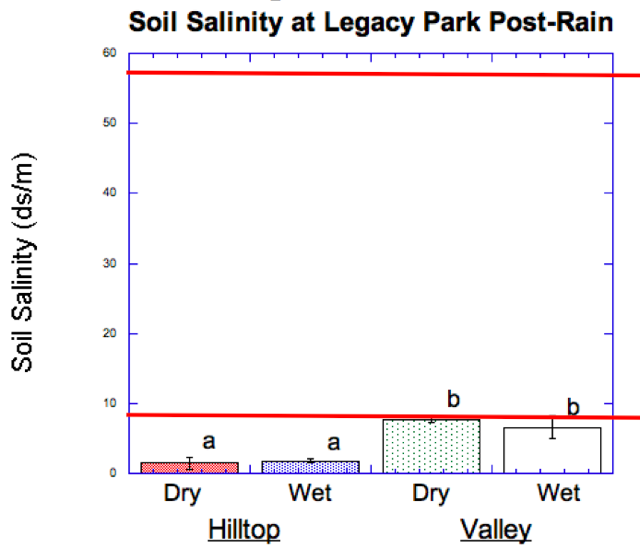 Soil Salinity at Legacy Park Post-Rain
Soil Salinity (ds/m)
60
50
40
30
20
10
0
a
a
b
b
Dry
Wet
Dry
Wet
Hilltop
Valley